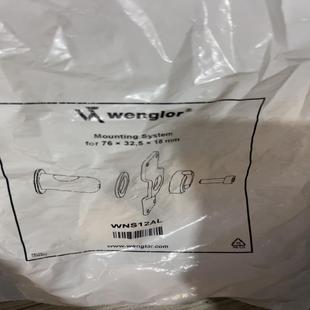 wenglor®
Mounting System
for 76 × 32,5 × 18 mm
WNS12AL
www.wenglor.com